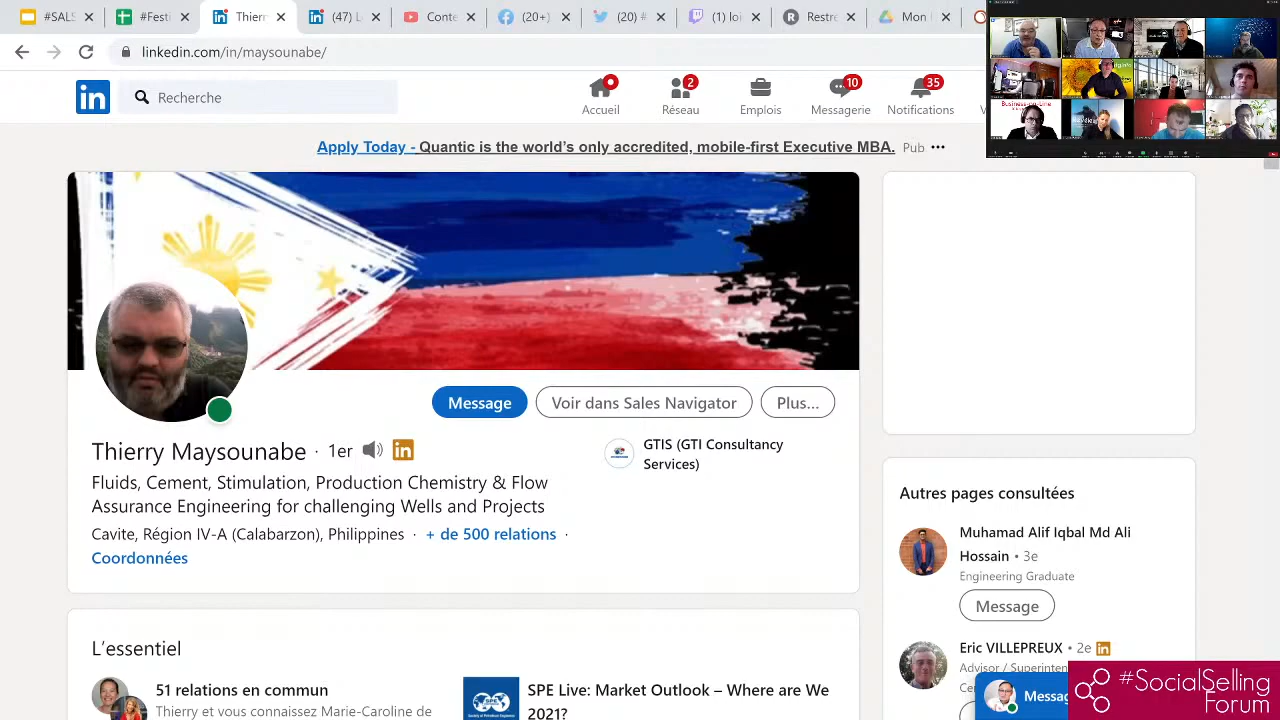 #SALS
Festi
Thierr
(47) L
Conte
(20+
(20) #
Restre
Mon D
linkedin.com/in/maysounabe/
in
Recherche
2
10
35
Accueil
Réseau
Emplois
Messagerie
Notifications
Apply Today - Quantic is the world’s only accredited, mobile-first Executive MBA.
Pub
Message
Voir dans Sales Navigator
Plus...
Thierry Maysounabe · 1er
in
GTIS (GTI Consultancy
Services)
Fluids, Cement, Stimulation, Production Chemistry & Flow
Assurance Engineering for challenging Wells and Projects
Cavite, Région IV-A (Calabarzon), Philippines · + de 500 relations ·
Coordonnées
Autres pages consultées
Muhamad Alif Iqbal Md Ali
Hossain • 3e
Engineering Graduate
Message
Eric VILLEPREUX • 2e
in
Advisor / Superinten
L’essentiel
51 relations en commun
Thierry et vous connaissez
Caroline de
SPE
SPE Live: Market Outlook – Where are We
2021?
Messag
#SocialSelling
Forum